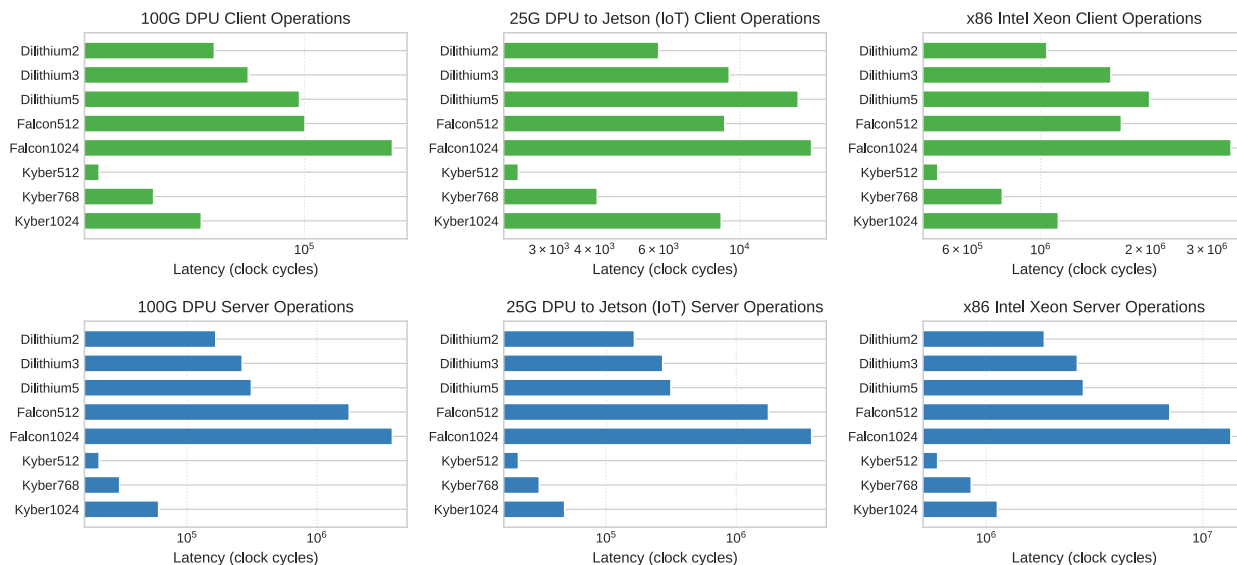 100G DPU Client Operations
Dilithium2
Dilithium3
Dilithium5
Falcon512
Falcon1024
Kyber512
Kyber768
Kyber1024
10⁵
Latency (clock cycles)
25G DPU to Jetson (IoT) Client Operations
Dilithium2
Dilithium3
Dilithium5
Falcon512
Falcon1024
Kyber512
Kyber768
Kyber1024
3 × 10³ 4 × 10³ 6 × 10³ 10⁴
Latency (clock cycles)
x86 Intel Xeon Client Operations
Dilithium2
Dilithium3
Dilithium5
Falcon512
Falcon1024
Kyber512
Kyber768
Kyber1024
6 × 10⁵ 10⁶ 2 × 10⁶ 3 × 10⁶
Latency (clock cycles)
100G DPU Server Operations
Dilithium2
Dilithium3
Dilithium5
Falcon512
Falcon1024
Kyber512
Kyber768
Kyber1024
10⁵ 10⁶
Latency (clock cycles)
25G DPU to Jetson (IoT) Server Operations
Dilithium2
Dilithium3
Dilithium5
Falcon512
Falcon1024
Kyber512
Kyber768
Kyber1024
10⁵ 10⁶
Latency (clock cycles)
x86 Intel Xeon Server Operations
Dilithium2
Dilithium3
Dilithium5
Falcon512
Falcon1024
Kyber512
Kyber768
Kyber1024
10⁶ 10⁷
Latency (clock cycles)